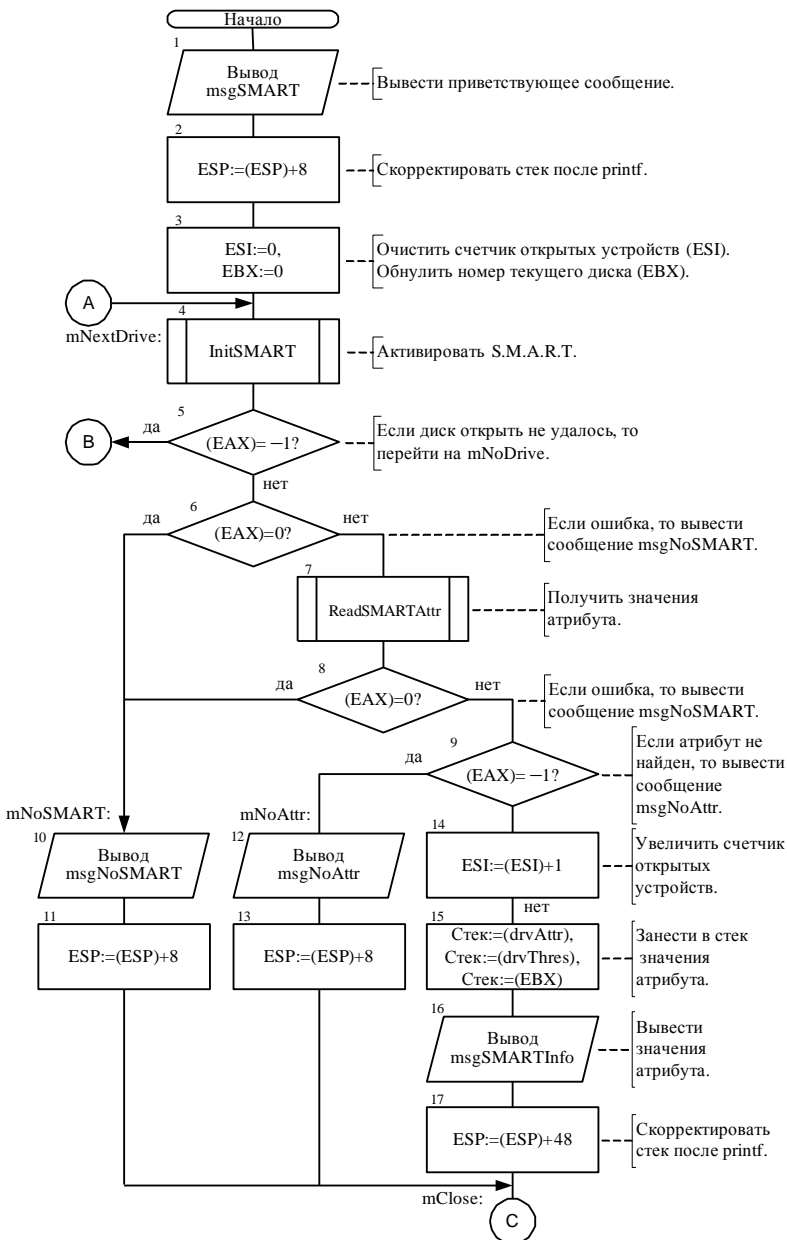 Начало
1
Вывод
msgSMART
Вывести приветствующее сообщение.
2
ESP:=(ESP)+8
Скорректировать стек после printf.
3
ESI:=0,
EBX:=0
Очистить счетчик открытых устройств (ESI).
Обнулить номер текущего диска (EBX).
A
mNextDrive:
4
InitSMART
Активировать S.M.A.R.T.
5
B
да
(EAX)= −1?
Если диск открыть не удалось, то
перейти на mNoDrive.
нет
6
да
(EAX)=0?
нет
Если ошибка, то вывести
сообщение msgNoSMART.
7
ReadSMARTAttr
Получить значения
атрибута.
8
да
(EAX)=0?
нет
Если ошибка, то вывести
сообщение msgNoSMART.
9
да
(EAX)= −1?
Если атрибут не
найден, то вывести
сообщение
msgNoAttr.
mNoSMART:
10
Вывод
msgNoSMART
mNoAttr:
12
Вывод
msgNoAttr
14
ESI:=(ESI)+1
Увеличить счетчик
открытых
устройств.
нет
11
ESP:=(ESP)+8
13
ESP:=(ESP)+8
15
Стек:=(drvAttr),
Стек:=(drvThres),
Стек:=(EBX)
Занести в стек
значения
атрибута.
16
Вывод
msgSMARTInfo
Вывести
значения
атрибута.
17
ESP:=(ESP)+48
Скорректировать
стек после printf.
mClose:
C